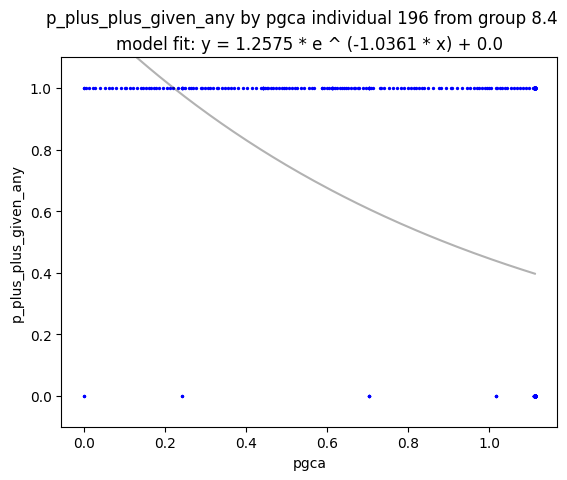 p_plus_plus_given_any by pgca individual 196 from group 8.4
model fit: y = 1.2575 * e ^ (-1.0361 * x) + 0.0
1.0
0.8
0.6
0.4
0.2
0.0
p_plus_plus_given_any
0.0 0.2 0.4 0.6 0.8 1.0
pgca